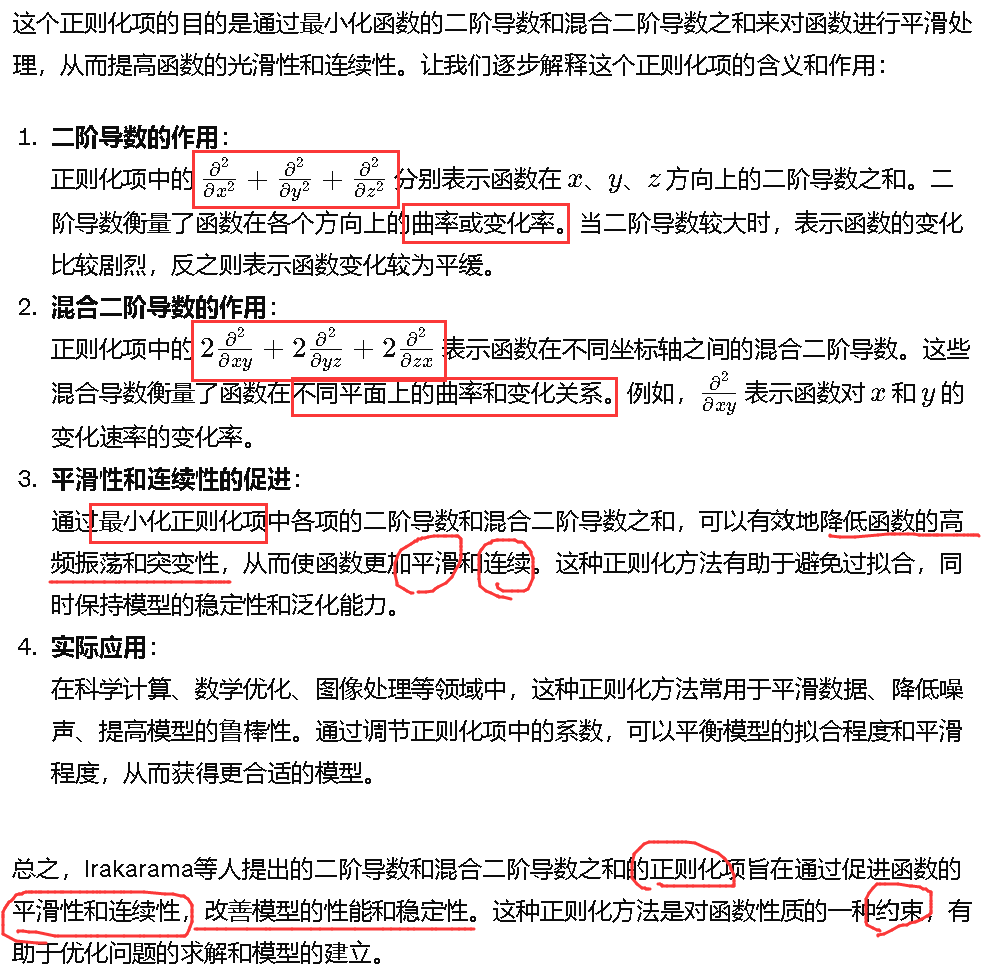 这个正则化项的目的是通过最小化函数的二阶导数和混合二阶导数之和来对函数进行平滑处
理，从而提高函数的光滑性和连续性。让我们逐步解释这个正则化项的含义和作用：
1. 二阶导数的作用：
正则化项中的 ∂²/∂x² + ∂²/∂y² + ∂²/∂z² 分别表示函数在 x、y、z 方向上的二阶导数之和。二
阶导数衡量了函数在各个方向上的曲率或变化率。当二阶导数较大时，表示函数的变化
比较剧烈，反之则表示函数变化较为平缓。
2. 混合二阶导数的作用：
正则化项中的 2 ∂²/∂xy + 2 ∂²/∂yz + 2 ∂²/∂zx 表示函数在不同坐标轴之间的混合二阶导数。这些
混合导数衡量了函数在不同平面上的曲率和变化关系。例如，∂²/∂xy 表示函数对 x 和 y 的
变化速率的变化率。
3. 平滑性和连续性的促进：
通过最小化正则化项中各项的二阶导数和混合二阶导数之和，可以有效地降低函数的高
频振荡和突变性，从而使函数更加平滑和连续。这种正则化方法有助于避免过拟合，同
时保持模型的稳定性和泛化能力。
4. 实际应用：
在科学计算、数学优化、图像处理等领域中，这种正则化方法常用于平滑数据、降低噪
声、提高模型的鲁棒性。通过调节正则化项中的系数，可以平衡模型的拟合程度和平滑
程度，从而获得更合适的模型。
总之，Irakarama等人提出的二阶导数和混合二阶导数之和的正则化项旨在通过促进函数的
平滑性和连续性，改善模型的性能和稳定性。这种正则化方法是对函数性质的一种约束，有
助于优化问题的求解和模型的建立。